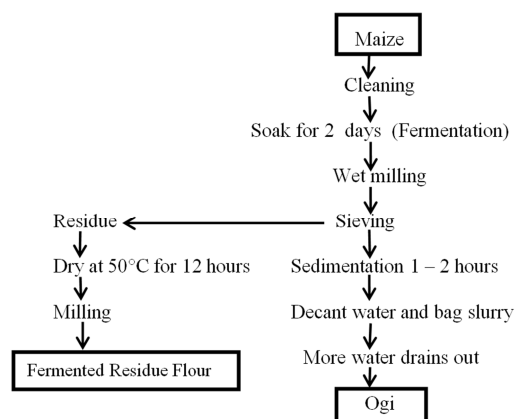 Maize
Cleaning
Soak for 2 days (Fermentation)
Wet milling
Residue
Sieving
Dry at 50°C for 12 hours
Sedimentation 1 – 2 hours
Milling
Decant water and bag slurry
Fermented Residue Flour
More water drains out
Ogi